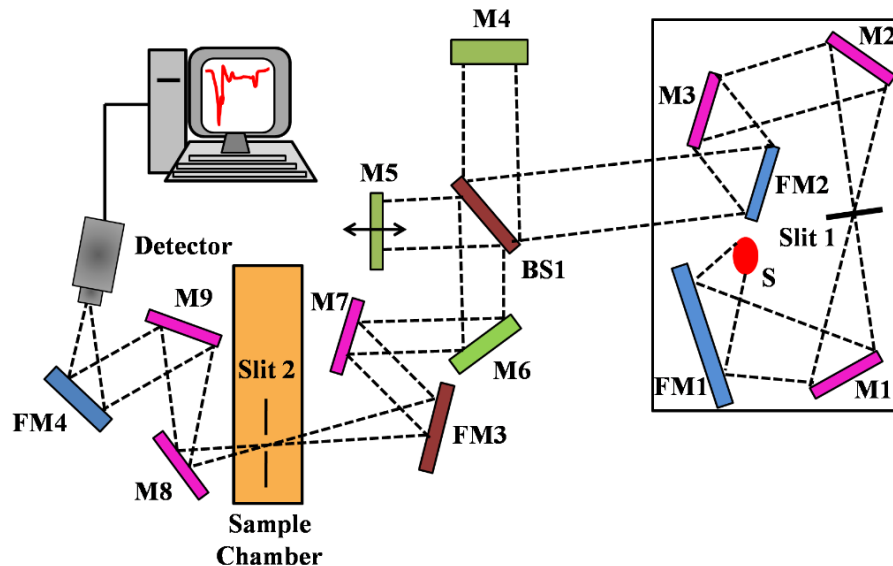 M4
M2
M3
M5
FM2
Slit 1
Detector
BS1
S
M9
M7
Slit 2
M6
FM1
M1
FM4
FM3
M8
Sample
Chamber